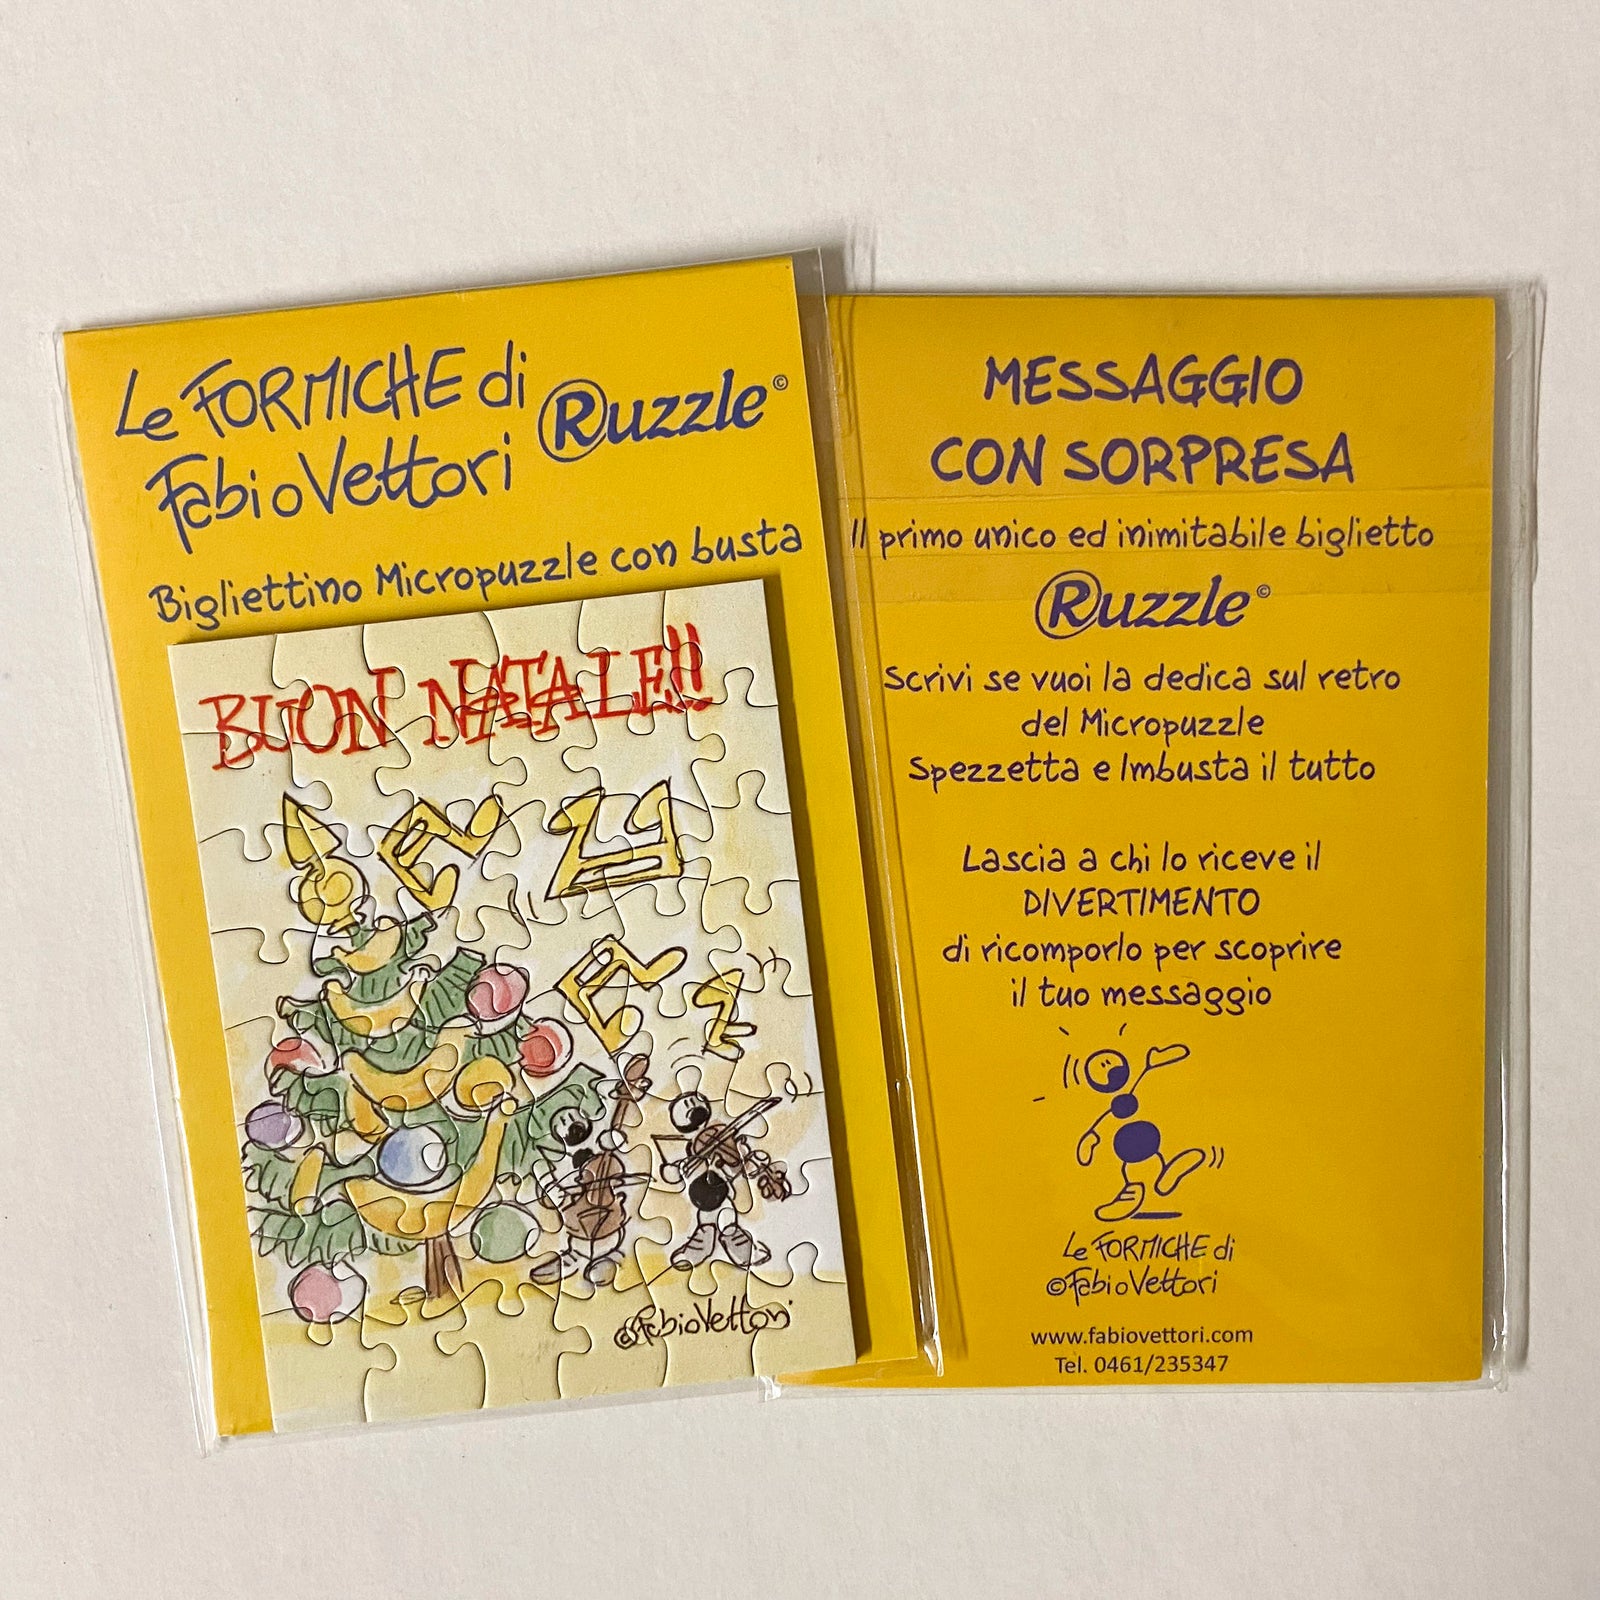 Le FORMICHE di
Fabio Vettori
Ruzzle©
Bigliettino Micropuzzle con busta
BUON NATALE!!
©Fabio Vettori
MESSAGGIO
CON SORPRESA
Il primo unico ed inimitabile biglietto
Ruzzle©
Scrivi se vuoi la dedica sul retro
del Micropuzzle
Spezzetta e Imbusta il tutto
Lascia a chi lo riceve il
DIVERTIMENTO
di ricomporlo per scoprire
il tuo messaggio
Le FORMICHE di
©Fabio Vettori
www.fabiovettori.com
Tel. 0461/235347